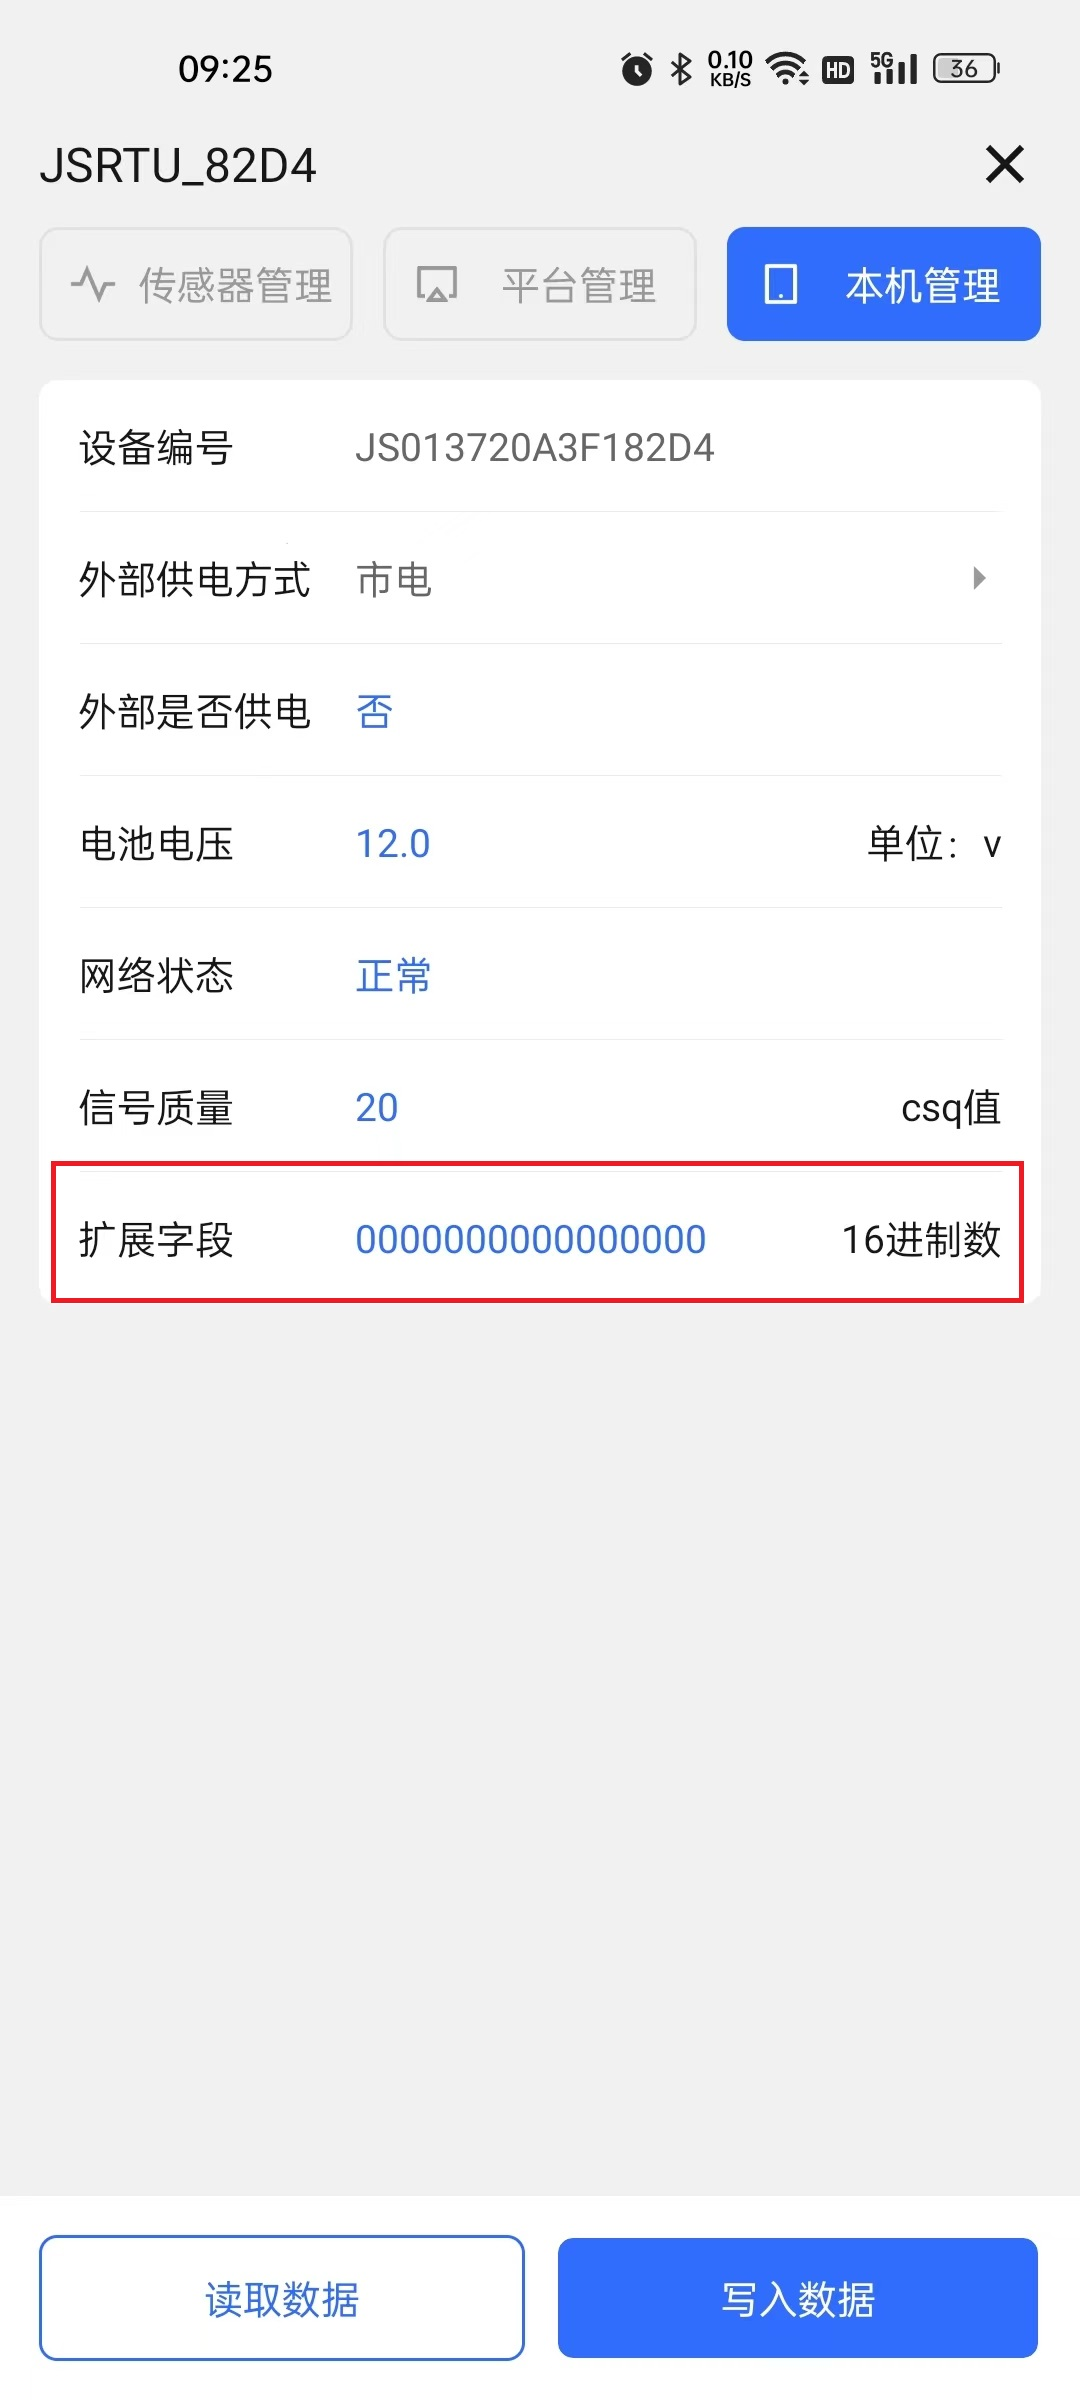 09:25 0.10 KB/S HD 5G 36
JSRTU_82D4
传感器管理 平台管理 本机管理
设备编号 JS013720A3F182D4
外部供电方式 市电
外部是否供电 否
电池电压 12.0 单位：v
网络状态 正常
信号质量 20 csq值
扩展字段 0000000000000000 16进制数
读取数据 写入数据